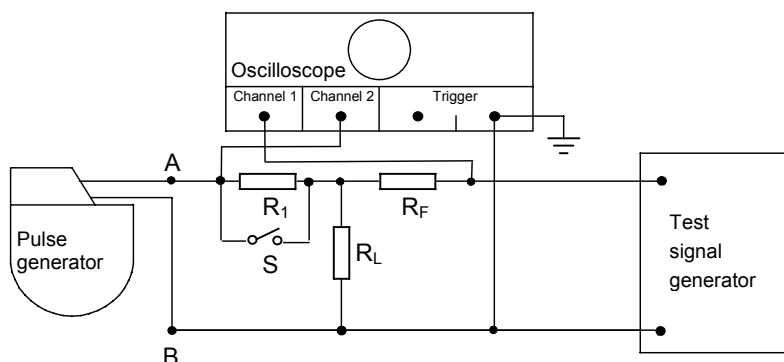 Oscilloscope
Channel 1
Channel 2
Trigger
A
R1
RF
S
RL
Pulse
generator
B
Test
signal
generator